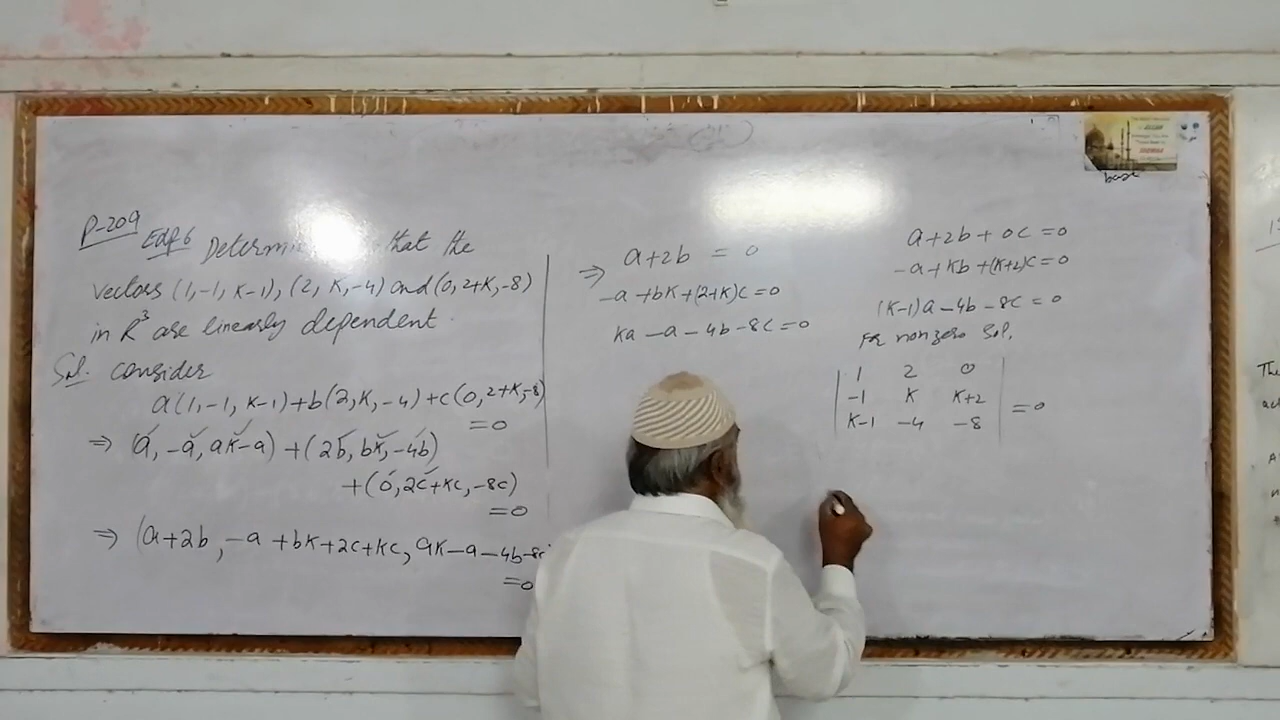 P-209
Ex# 6 that the
vectors (1,-1, K-1), (2, K,-4) and (0, 2+K, -8)
in R³ are linearly dependent.
Sol. consider
a(1,-1, K-1)+b(2,K,-4)+c(0,2+K,-8)
=0
⇒ (a, -a, aK-a) + (2b, bK, -4b)
+(0, 2c+Kc, -8c)
=0
⇒ (a+2b, -a +bK+2c+Kc, aK-a-4b-8c
=0
⇒ a+2b = 0
-a +bK+(2+K)c=0
Ka -a - 4b-8c=0
a+2b+0c=0
-a+Kb+(K+2)c=0
(K-1)a-4b-8c=0
For nonzero Sol.
1 2 0
-1 K K+2 =0
K-1 -4 -8
base